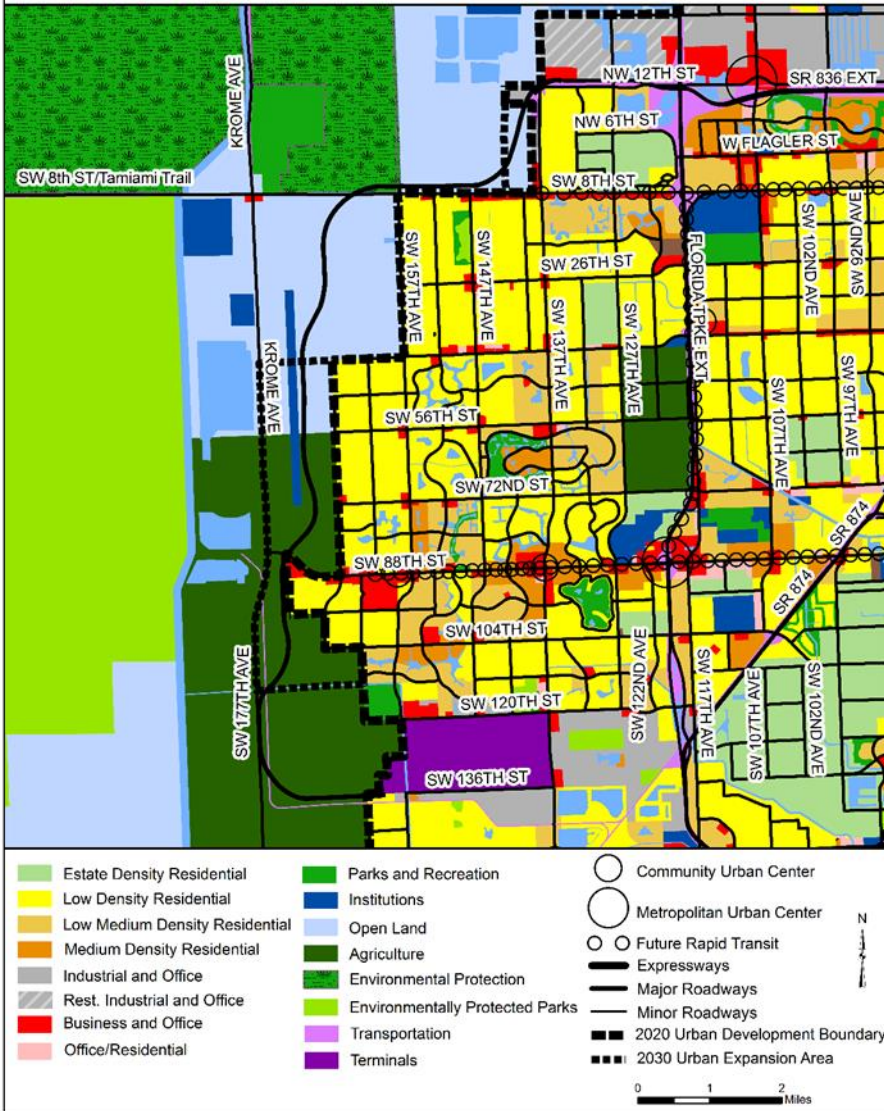 NW 12TH ST
SR 836 EXT
KROME AVE
NW 6TH ST
W FLAGLER ST
SW 8th ST/Tamiami Trail
SW 8TH ST
SW 157TH AVE
SW 147TH AVE
SW 26TH ST
SW 137TH AVE
SW 127TH AVE
FLORIDA TPKE EXT
SW 102ND AVE
SW 92ND AVE
KROME AVE
SW 56TH ST
SW 107TH AVE
SW 97TH AVE
SW 72ND ST
SR 874
SW 88TH ST
SR 874
SW 104TH ST
SW 177TH AVE
SW 120TH ST
SW 122ND AVE
SW 117TH AVE
SW 107TH AVE
SW 102ND AVE
SW 136TH ST
Estate Density Residential
Low Density Residential
Low Medium Density Residential
Medium Density Residential
Industrial and Office
Rest. Industrial and Office
Business and Office
Office/Residential
Parks and Recreation
Institutions
Open Land
Agriculture
Environmental Protection
Environmentally Protected Parks
Transportation
Terminals
Community Urban Center
Metropolitan Urban Center
Future Rapid Transit
Expressways
Major Roadways
Minor Roadways
2020 Urban Development Boundary
2030 Urban Expansion Area
N
0 1 2
Miles